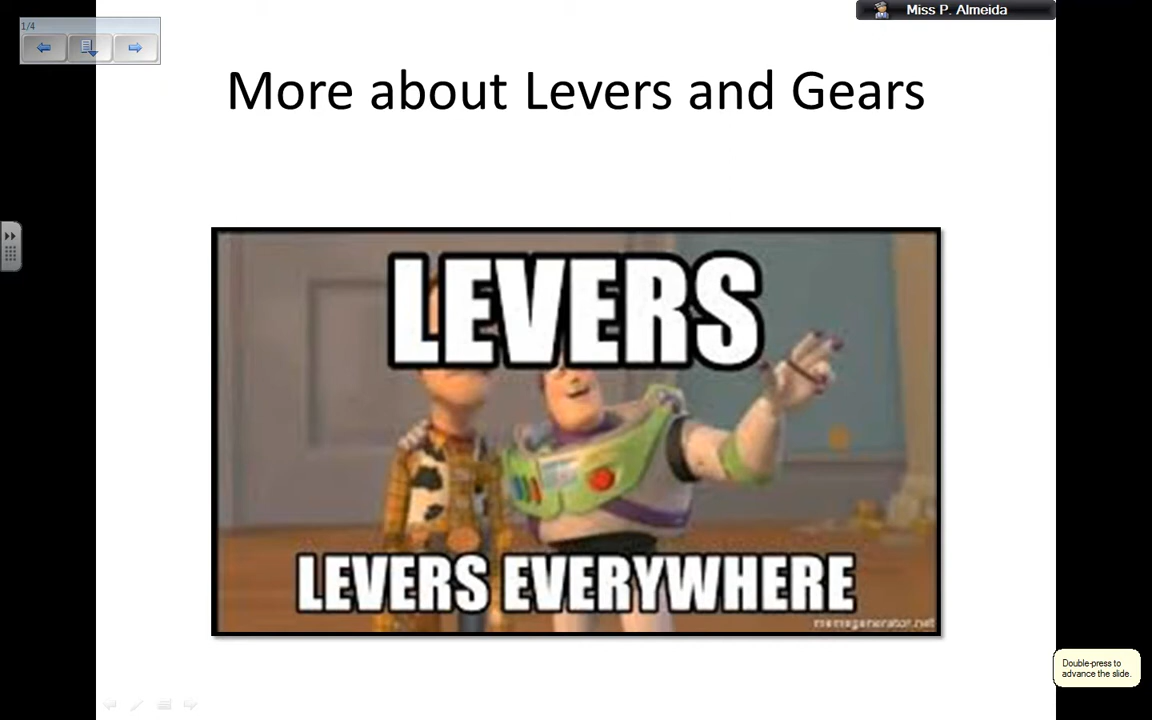 1/4
Miss P. Almeida
More about Levers and Gears
LEVERS
LEVERS EVERYWHERE
memegenerator.net
Double-press to
advance the slide.